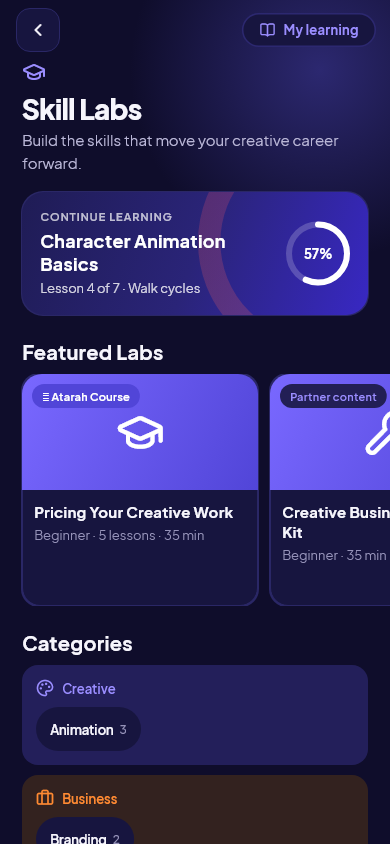 My learning
Skill Labs
Build the skills that move your creative career
forward.
CONTINUE LEARNING
Character Animation
Basics
57%
Lesson 4 of 7 · Walk cycles
Featured Labs
Atarah Course
Pricing Your Creative Work
Beginner · 5 lessons · 35 min
Partner content
Creative Busin
Kit
Beginner · 35 min
Categories
Creative
Animation 3
Business
Branding 2